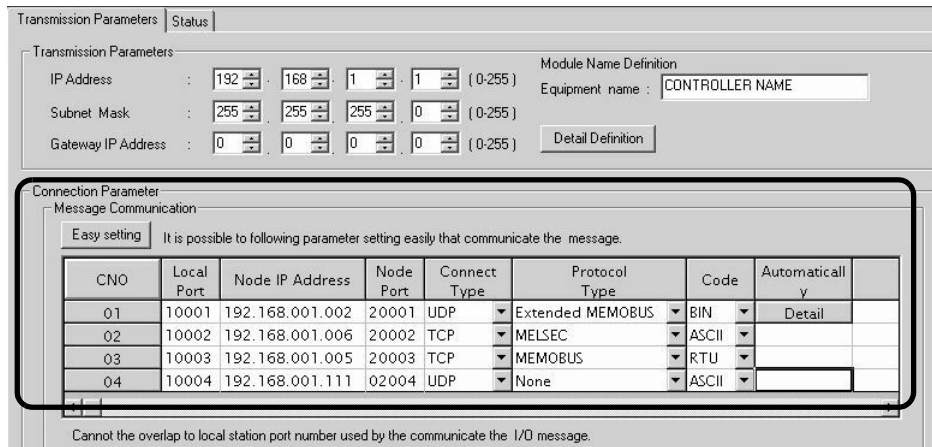 Transmission Parameters Status
Transmission Parameters
IP Address : 192 . 168 . 1 . 1 ( 0-255 )
Subnet Mask : 255 . 255 . 255 . 0 ( 0-255 )
Gateway IP Address : 0 . 0 . 0 . 0 ( 0-255 )
Module Name Definition
Equipment name : CONTROLLER NAME
Detail Definition
Connection Parameter
Message Communication
Easy setting It is possible to following parameter setting easily that communicate the message.
CNO Local Port Node IP Address Node Port Connect Type Protocol Type Code Automatically
01 10001 192.168.001.002 20001 UDP Extended MEMOBUS BIN Detail
02 10002 192.168.001.006 20002 TCP MELSEC ASCII
03 10003 192.168.001.005 20003 TCP MEMOBUS RTU
04 10004 192.168.001.111 02004 UDP None ASCII
Cannot the overlap to local station port number used by the communicate the I/O message.